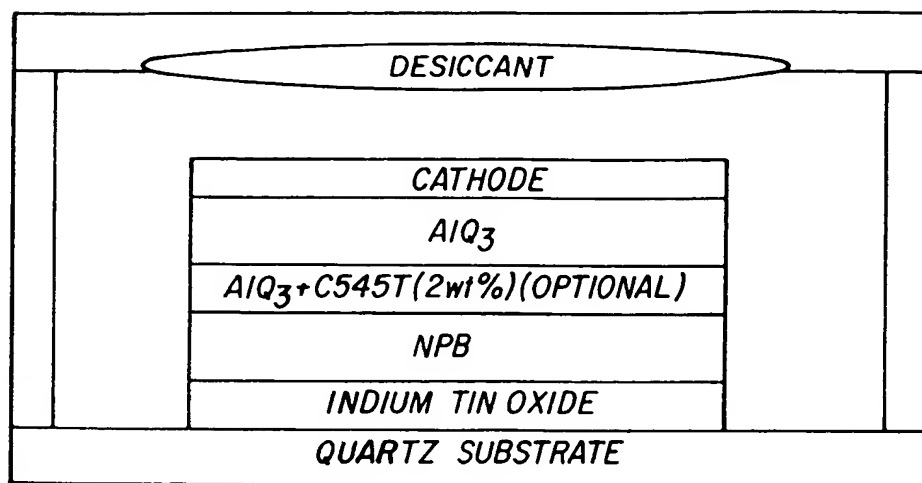 DESICCANT
CATHODE
AlQ3
AlQ3+C545T(2wt%)(OPTIONAL)
NPB
INDIUM TIN OXIDE
QUARTZ SUBSTRATE